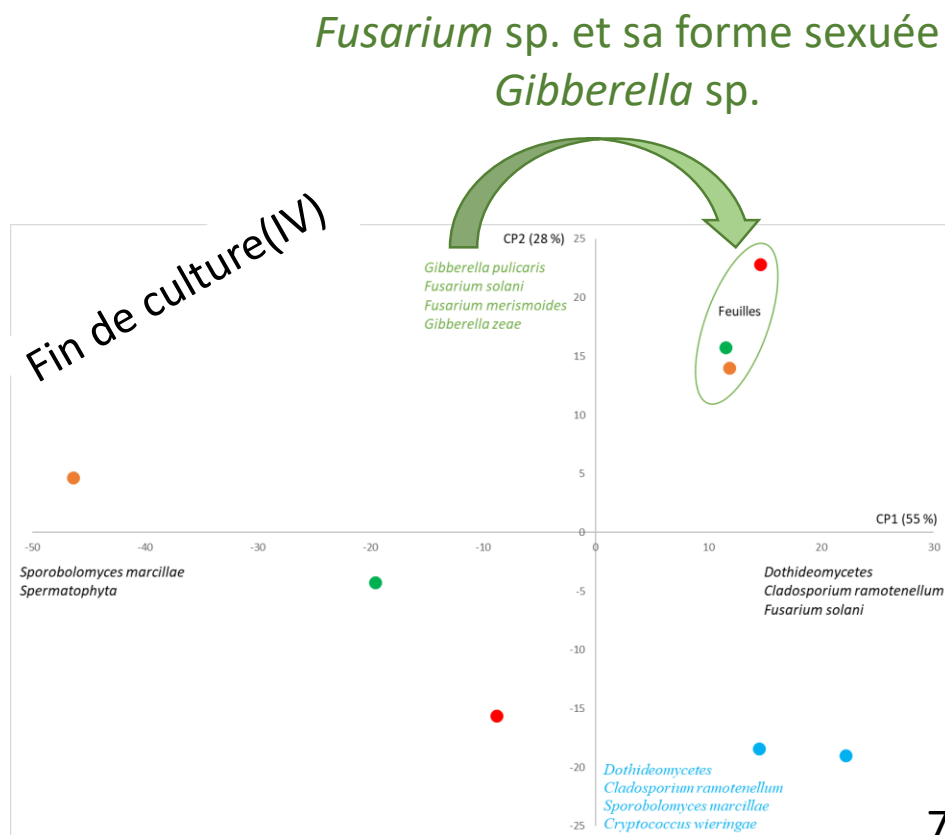 Fusarium sp. et sa forme sexuée
Gibberella sp.
Fin de culture(IV)
CP2 (28 %)
25
Gibberella pulicaris
Fusarium solani
Fusarium merismoides
Gibberella zeae
20
Feuilles
15
10
5
0
CP1 (55 %)
-50
-40
-30
-20
-10
0
10
20
30
Sporobolomyces marcillae
Spermatophyta
Dothideomycetes
Cladosporium ramotenellum
Fusarium solani
-5
-10
-15
-20
Dothideomycetes
Cladosporium ramotenellum
Sporobolomyces marcillae
Cryptococcus wieringae
-25
7